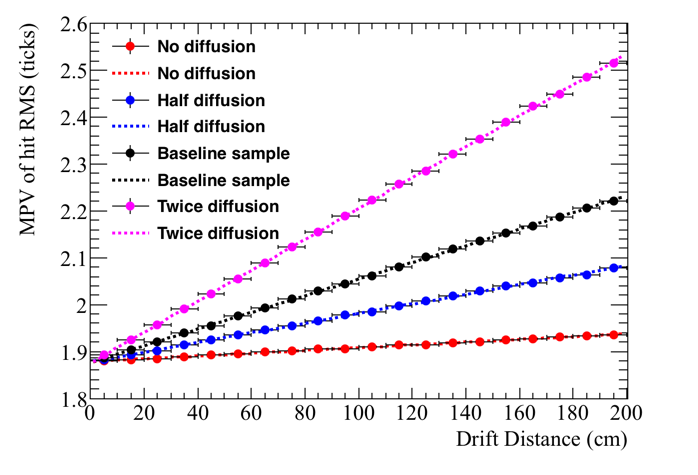 MPV of hit RMS (ticks)
2.6
2.5
2.4
2.3
2.2
2.1
2
1.9
1.8
No diffusion
No diffusion
Half diffusion
Half diffusion
Baseline sample
Baseline sample
Twice diffusion
Twice diffusion
0 20 40 60 80 100 120 140 160 180 200
Drift Distance (cm)